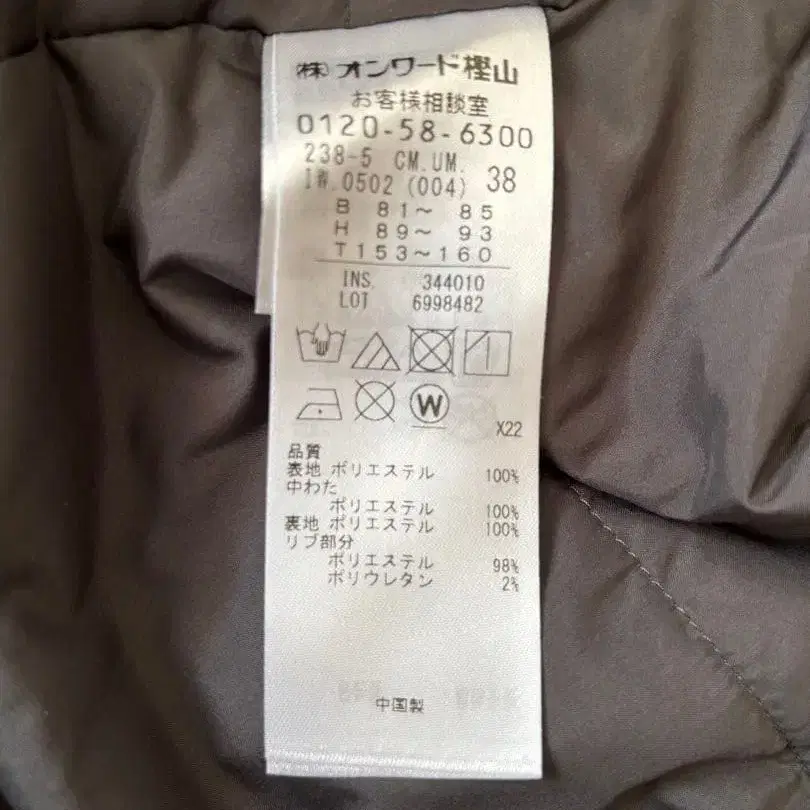 (株)オンワード樫山
お客様相談室
0120-58-6300
238-5 CM.UM.
I春.0502 (004) 38
B 81～ 85
H 89～ 93
T153～160
INS. 344010
LOT 6998482
W
X22
品質
表地 ポリエステル 100%
中わた
ポリエステル 100%
裏地 ポリエステル 100%
リブ部分
ポリエステル 98%
ポリウレタン 2%
中国製